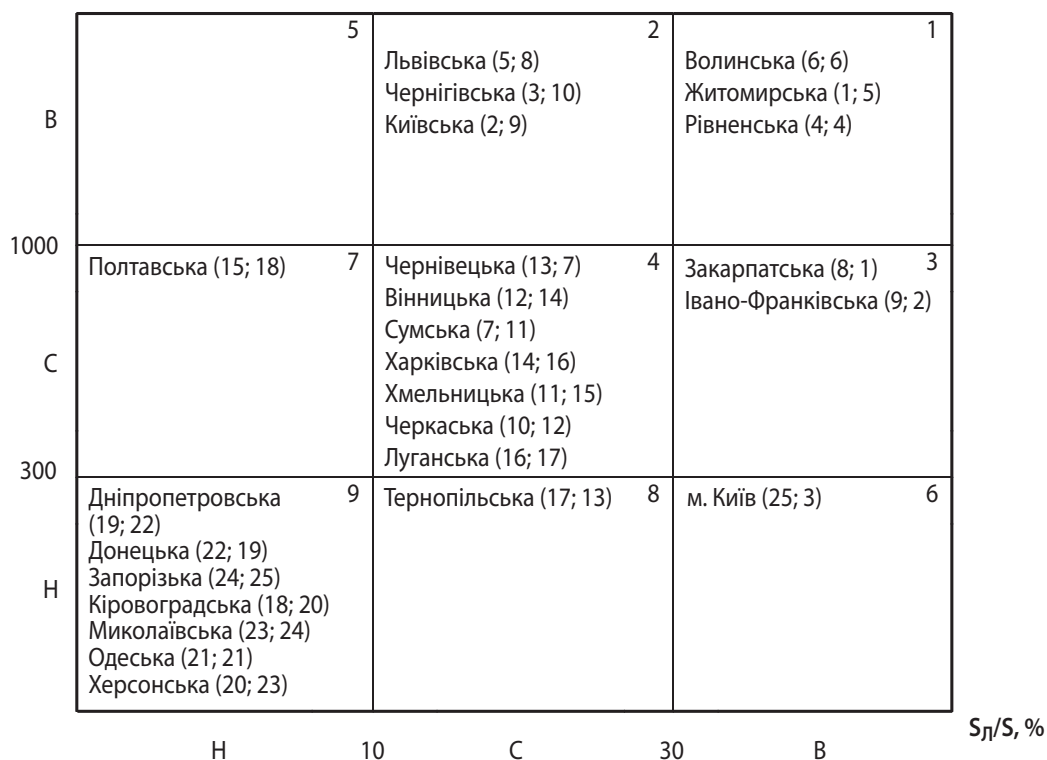 5
2
Львівська (5; 8)
Чернігівська (3; 10)
Київська (2; 9)
1
Волинська (6; 6)
Житомирська (1; 5)
Рівненська (4; 4)
В
1000
Полтавська (15; 18) 7
Чернівецька (13; 7) 4
Вінницька (12; 14)
Сумська (7; 11)
Харківська (14; 16)
Хмельницька (11; 15)
Черкаська (10; 12)
Луганська (16; 17)
Закарпатська (8; 1) 3
Івано-Франківська (9; 2)
С
300
Дніпропетровська 9
(19; 22)
Донецька (22; 19)
Запорізька (24; 25)
Кіровоградська (18; 20)
Миколаївська (23; 24)
Одеська (21; 21)
Херсонська (20; 23)
Тернопільська (17; 13) 8
м. Київ (25; 3) 6
Н
Sл/S, %
Н 10 С 30 В